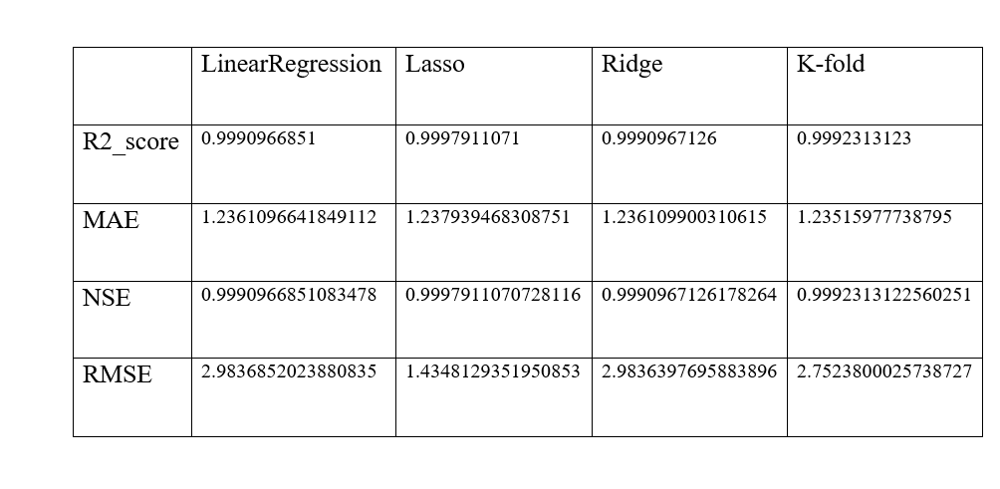 LinearRegression Lasso Ridge K-fold
R2_score 0.9990966851 0.9997911071 0.9990967126 0.9992313123
MAE 1.2361096641849112 1.237939468308751 1.236109900310615 1.23515977738795
NSE 0.9990966851083478 0.9997911070728116 0.9990967126178264 0.9992313122560251
RMSE 2.9836852023880835 1.4348129351950853 2.9836397695883896 2.7523800025738727